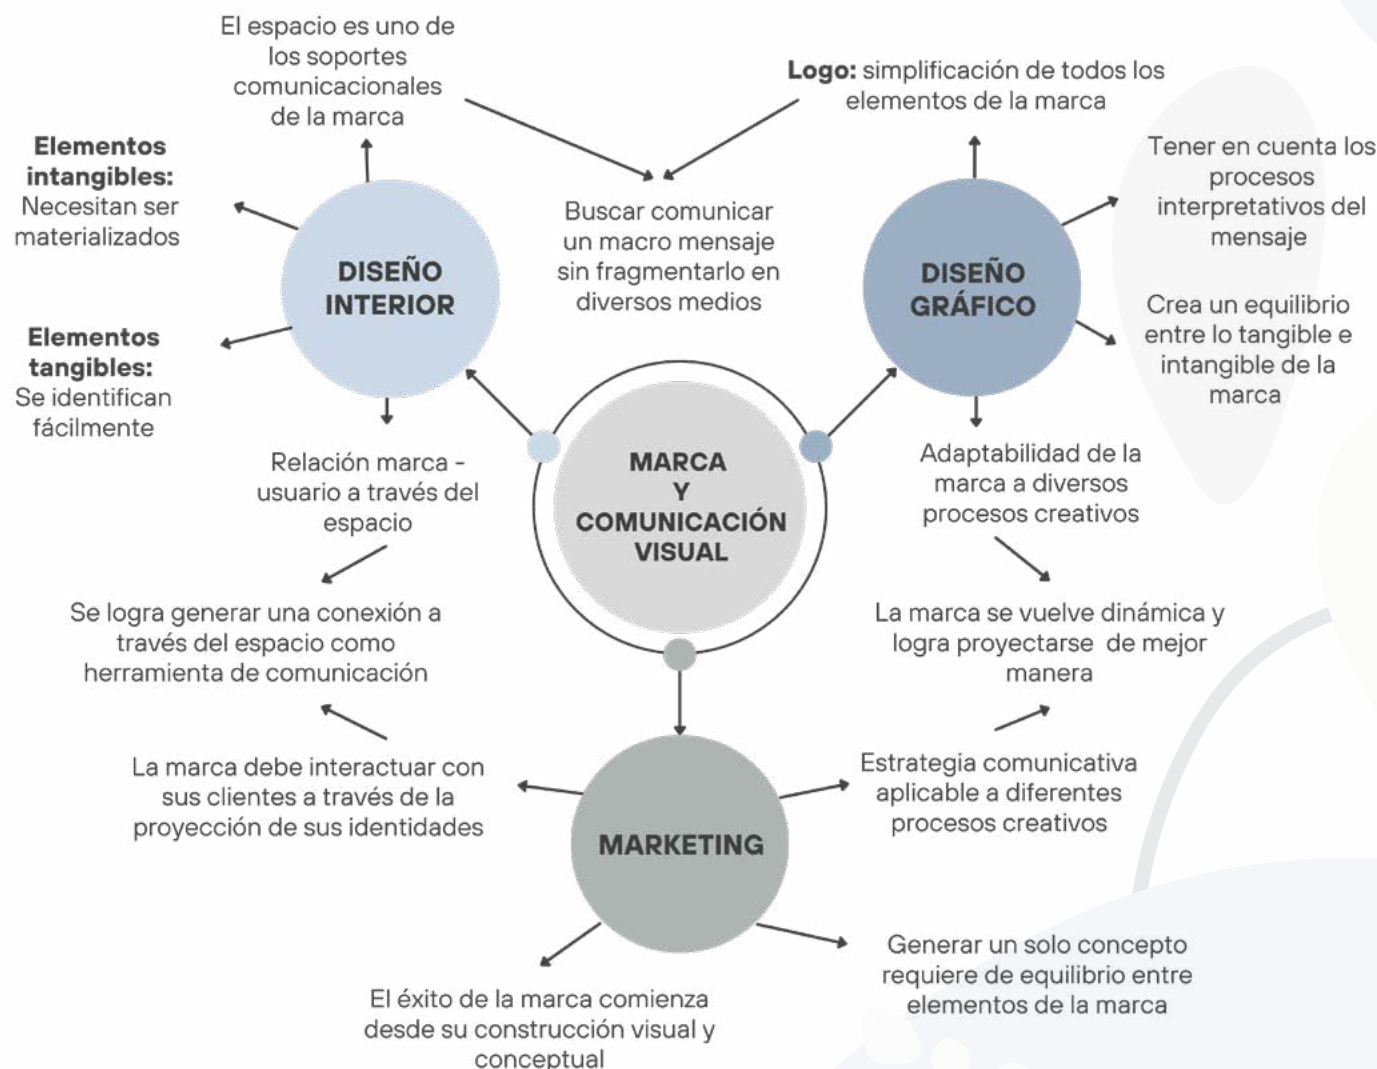 El espacio es uno de
los soportes
comunicacionales
de la marca
Logo: simplificación de todos los
elementos de la marca
Elementos
intangibles:
Necesitan ser
materializados
Tener en cuenta los
procesos
interpretativos del
mensaje
Buscar comunicar
un macro mensaje
sin fragmentarlo en
diversos medios
DISEÑO
INTERIOR
DISEÑO
GRÁFICO
Elementos
tangibles:
Se identifican
fácilmente
Crea un equilibrio
entre lo tangible e
intangible de la
marca
Relación marca -
usuario a través del
espacio
MARCA
Y
COMUNICACIÓN
VISUAL
Adaptabilidad de la
marca a diversos
procesos creativos
Se logra generar una conexión a
través del espacio como
herramienta de comunicación
La marca se vuelve dinámica y
logra proyectarse de mejor
manera
La marca debe interactuar con
sus clientes a través de la
proyección de sus identidades
MARKETING
Estrategia comunicativa
aplicable a diferentes
procesos creativos
El éxito de la marca comienza
desde su construcción visual y
conceptual
Generar un solo concepto
requiere de equilibrio entre
elementos de la marca